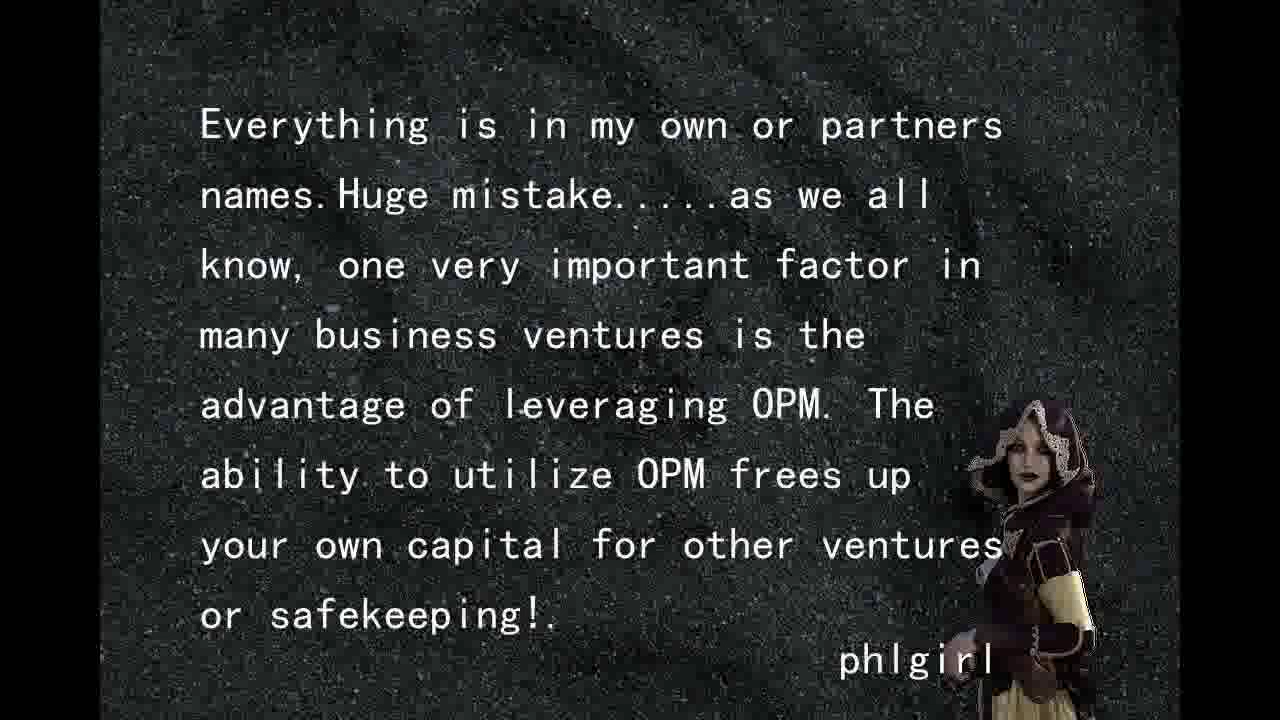 Everything is in my own or partners
names.Huge mistake.....as we all
know, one very important factor in
many business ventures is the
advantage of leveraging OPM. The
ability to utilize OPM frees up
your own capital for other ventures
or safekeeping!.
phlgirl